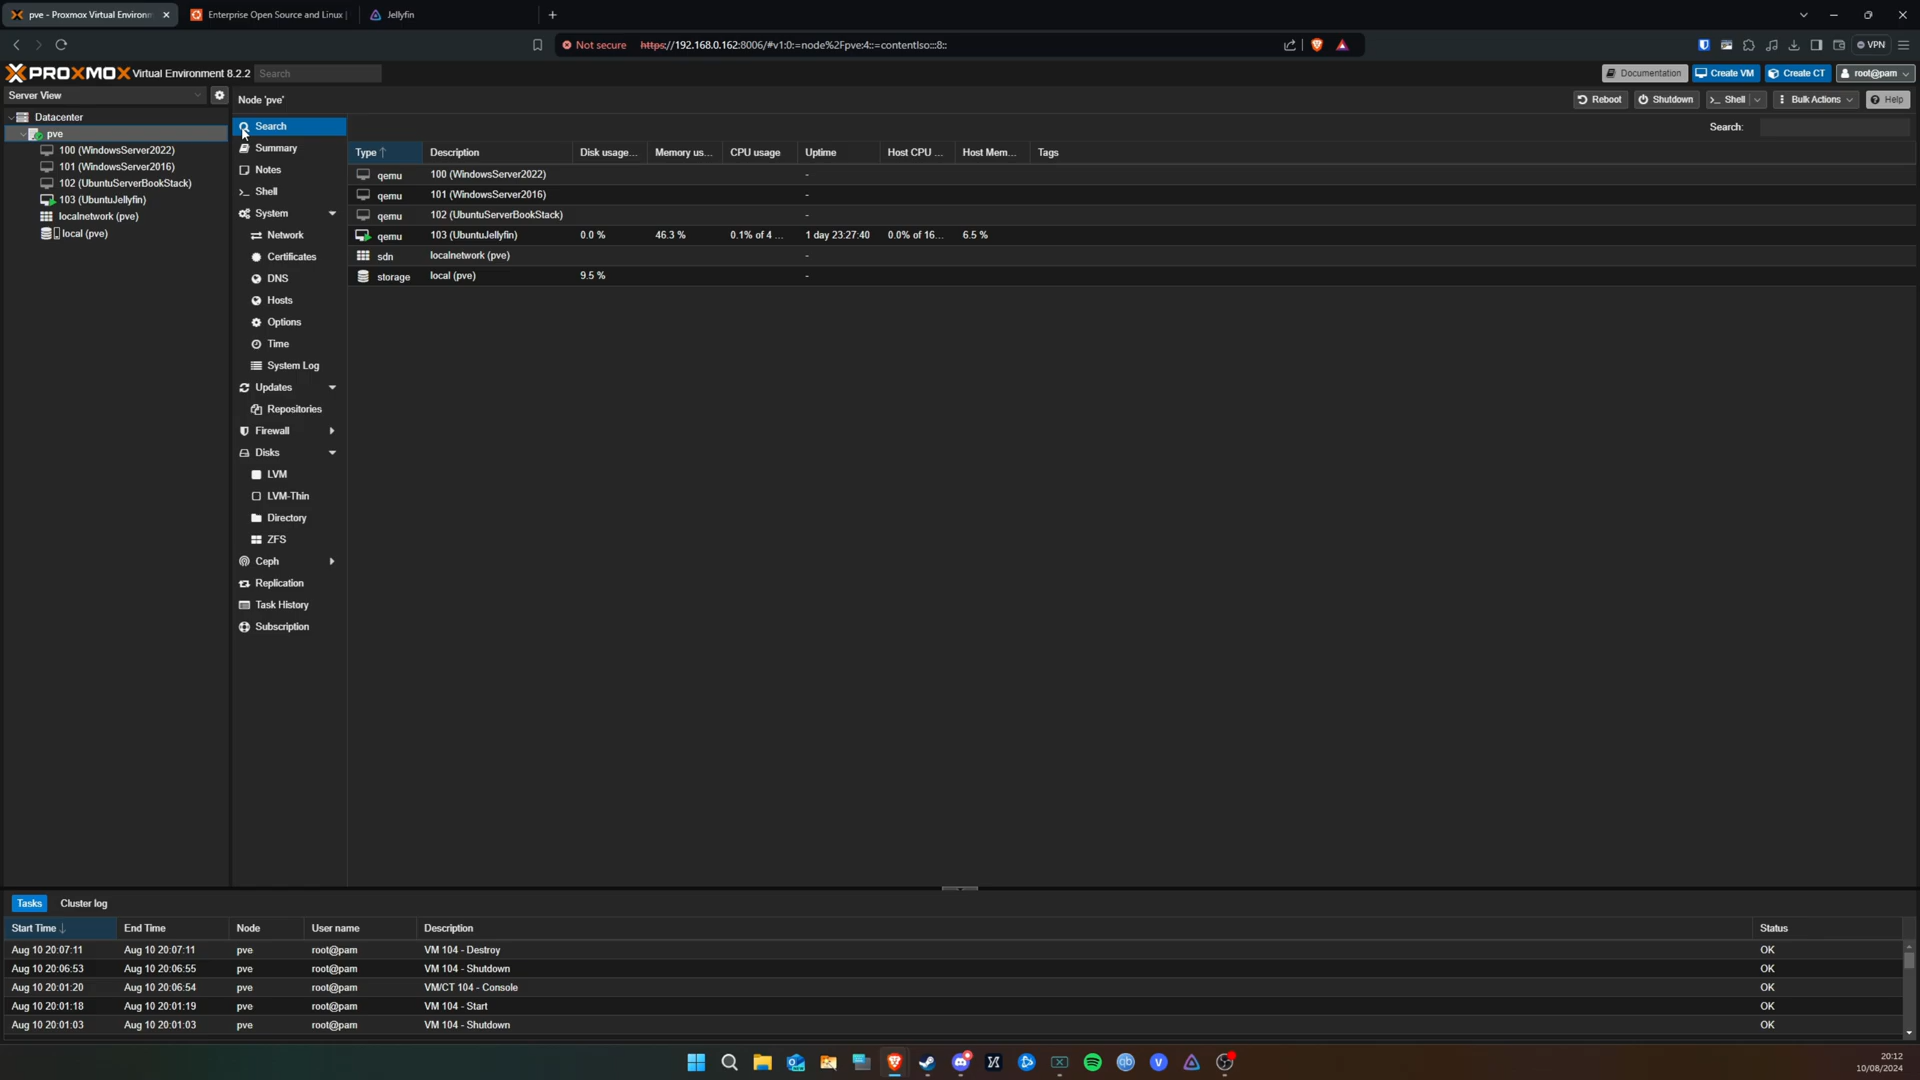 pve - Proxmox Virtual Environm
Enterprise Open Source and Linux
Jellyfin
Not secure https://192.168.0.162:8006/#v1:0:=node%2Fpve:4::=contentIso:::8::
VPN
PROXMOX Virtual Environment 8.2.2 Search
Documentation Create VM Create CT root@pam
Server View
Node 'pve'
Reboot Shutdown Shell Bulk Actions Help
Datacenter
pve
100 (WindowsServer2022)
101 (WindowsServer2016)
102 (UbuntuServerBookStack)
103 (UbuntuJellyfin)
localnetwork (pve)
local (pve)
Search
Summary
Notes
Shell
System
Network
Certificates
DNS
Hosts
Options
Time
System Log
Updates
Repositories
Firewall
Disks
LVM
LVM-Thin
Directory
ZFS
Ceph
Replication
Task History
Subscription
Search:
Type Description Disk usage... Memory us... CPU usage Uptime Host CPU ... Host Mem... Tags
qemu 100 (WindowsServer2022) -
qemu 101 (WindowsServer2016) -
qemu 102 (UbuntuServerBookStack) -
qemu 103 (UbuntuJellyfin) 0.0 % 46.3 % 0.1% of 4 ... 1 day 23:27:40 0.0% of 16... 6.5 %
sdn localnetwork (pve) -
storage local (pve) 9.5 % -
Tasks Cluster log
Start Time End Time Node User name Description Status
Aug 10 20:07:11 Aug 10 20:07:11 pve root@pam VM 104 - Destroy OK
Aug 10 20:06:53 Aug 10 20:06:55 pve root@pam VM 104 - Shutdown OK
Aug 10 20:01:20 Aug 10 20:06:54 pve root@pam VM/CT 104 - Console OK
Aug 10 20:01:18 Aug 10 20:01:19 pve root@pam VM 104 - Start OK
Aug 10 20:01:03 Aug 10 20:01:03 pve root@pam VM 104 - Shutdown OK
20:12
10/08/2024